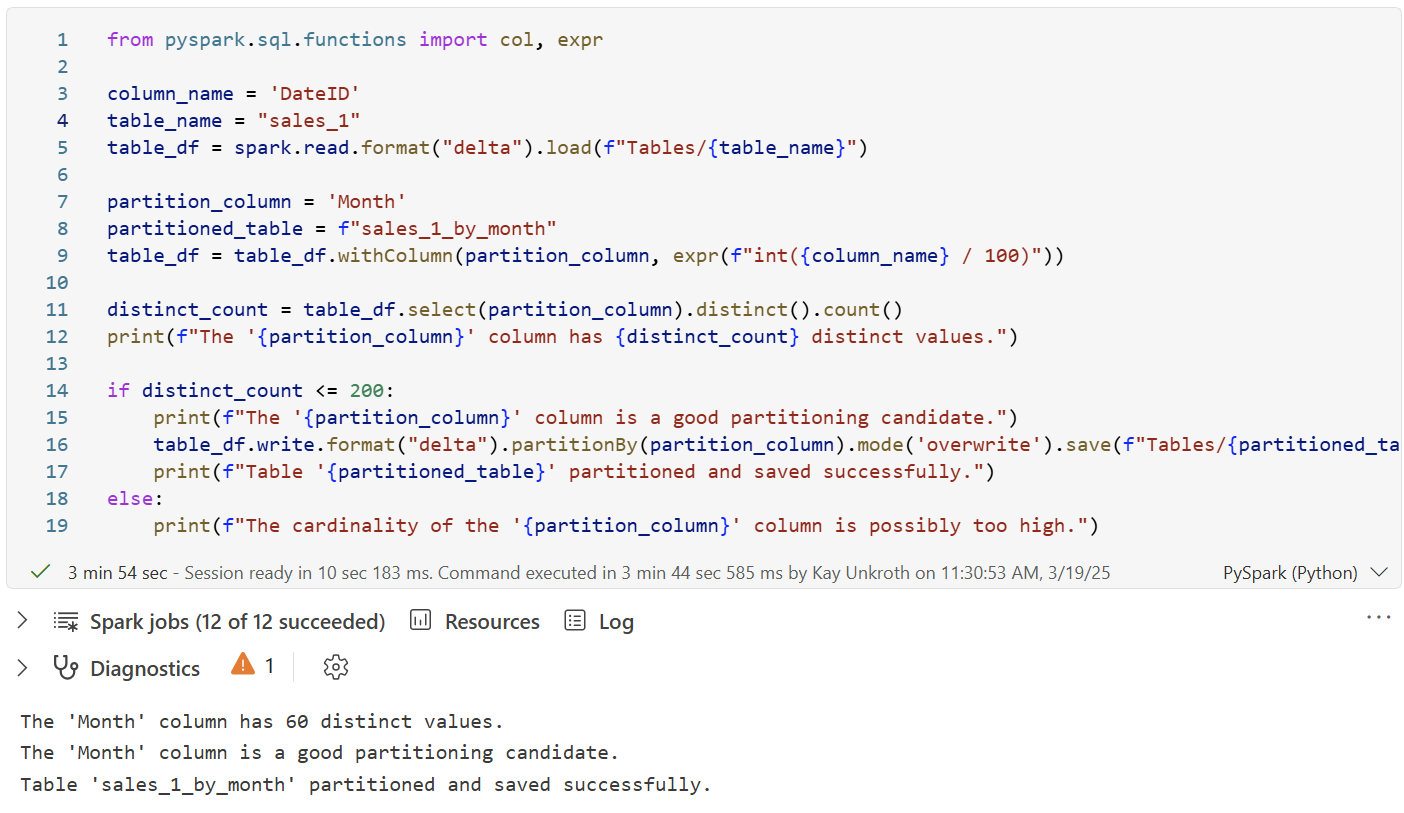 1 from pyspark.sql.functions import col, expr
2
3 column_name = 'DateID'
4 table_name = "sales_1"
5 table_df = spark.read.format("delta").load(f"Tables/{table_name}")
6
7 partition_column = 'Month'
8 partitioned_table = f"sales_1_by_month"
9 table_df = table_df.withColumn(partition_column, expr(f"int({column_name} / 100)"))
10
11 distinct_count = table_df.select(partition_column).distinct().count()
12 print(f"The '{partition_column}' column has {distinct_count} distinct values.")
13
14 if distinct_count <= 200:
15     print(f"The '{partition_column}' column is a good partitioning candidate.")
16     table_df.write.format("delta").partitionBy(partition_column).mode('overwrite').save(f"Tables/{partitioned_ta
17     print(f"Table '{partitioned_table}' partitioned and saved successfully.")
18 else:
19     print(f"The cardinality of the '{partition_column}' column is possibly too high.")
3 min 54 sec - Session ready in 10 sec 183 ms. Command executed in 3 min 44 sec 585 ms by Kay Unkroth on 11:30:53 AM, 3/19/25 PySpark (Python)
Spark jobs (12 of 12 succeeded) Resources Log
Diagnostics 1
The 'Month' column has 60 distinct values.
The 'Month' column is a good partitioning candidate.
Table 'sales_1_by_month' partitioned and saved successfully.